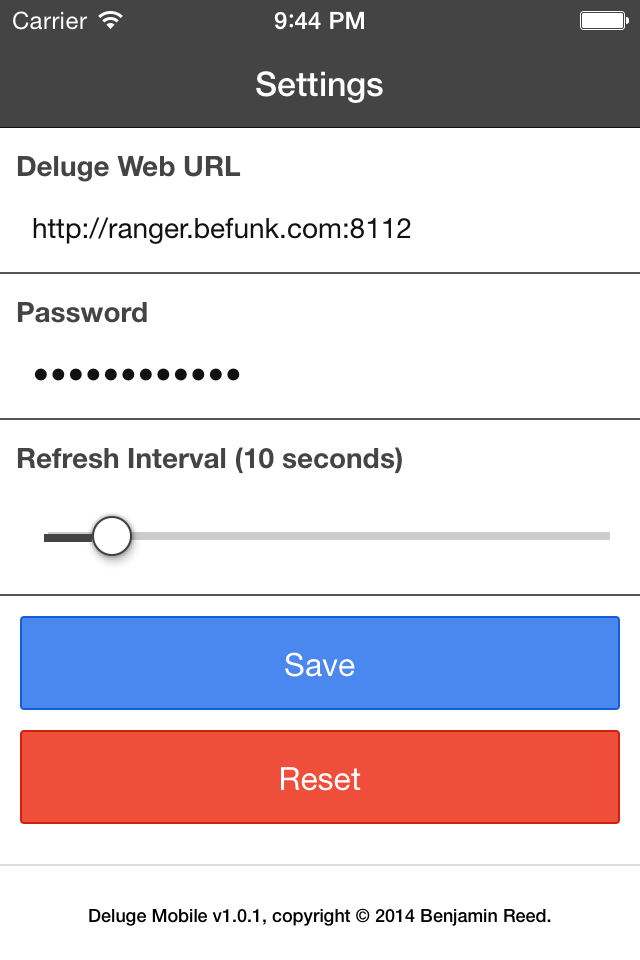 Carrier 9:44 PM
Settings
Deluge Web URL
http://ranger.befunk.com:8112
Password
••••••••••••
Refresh Interval (10 seconds)
Save
Reset
Deluge Mobile v1.0.1, copyright © 2014 Benjamin Reed.